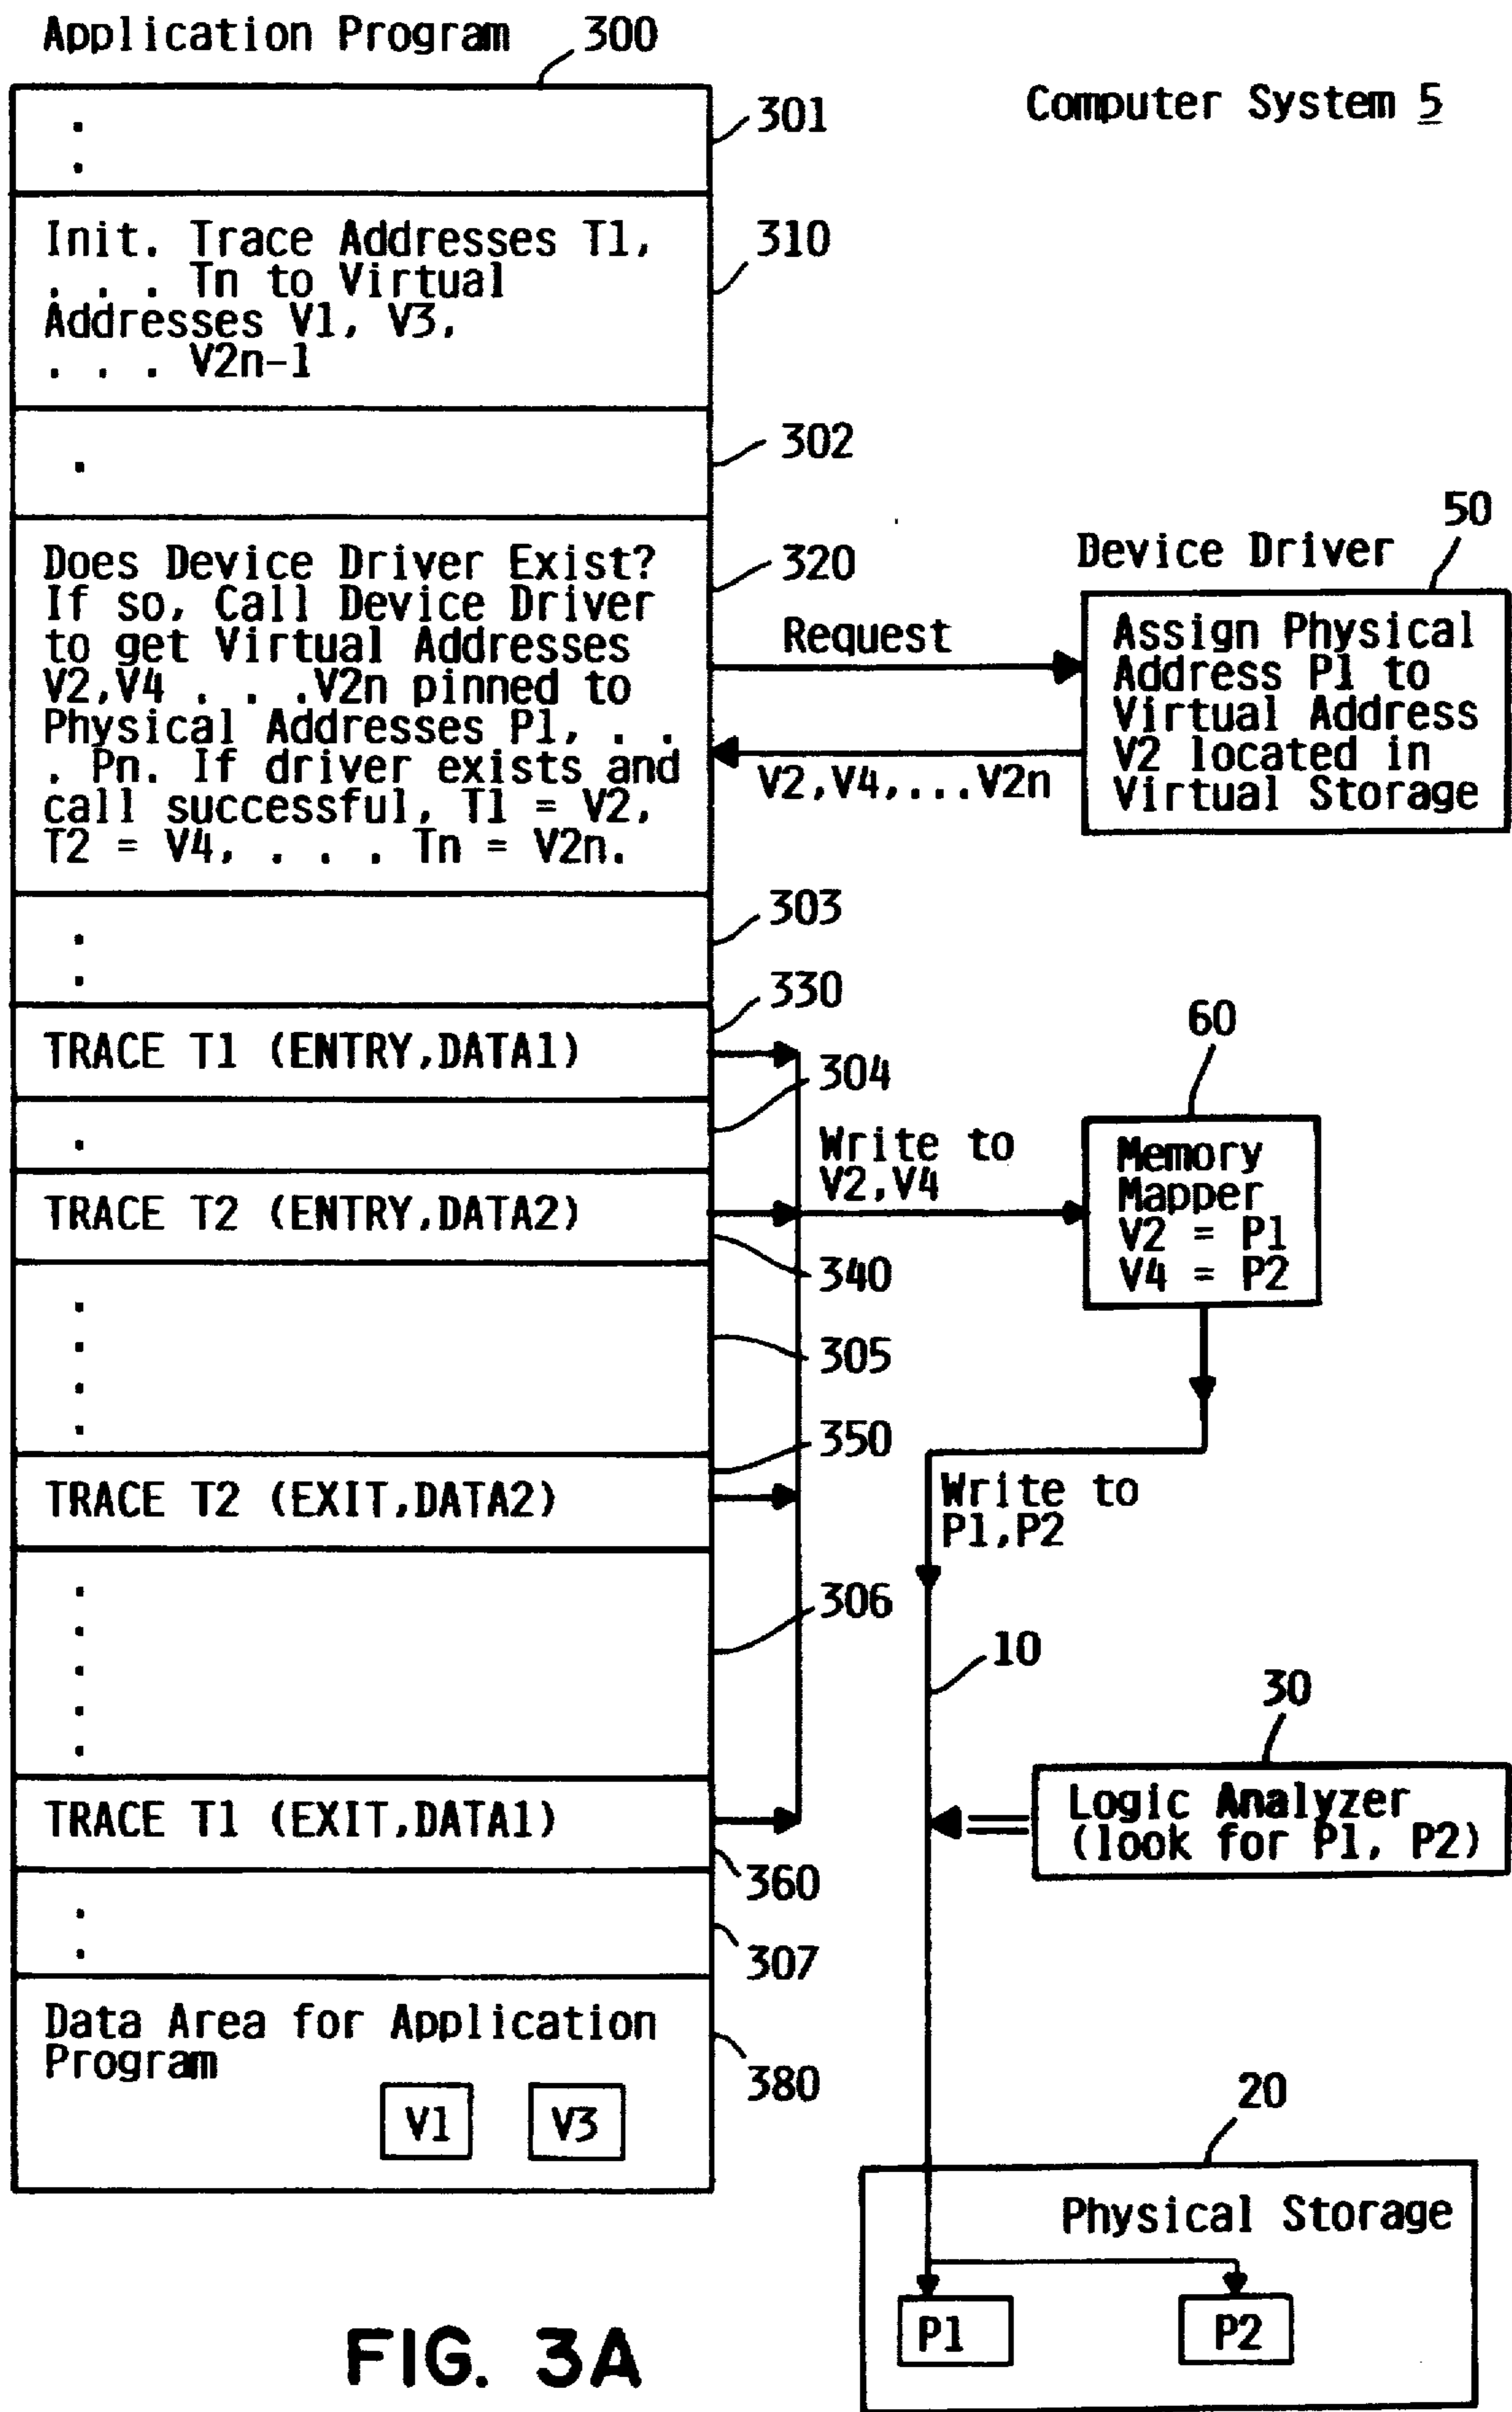 Application Program
300
Computer System 5
301
Init. Trace Addresses T1,
. . . Tn to Virtual
Addresses V1, V3,
. . . V2n-1
310
302
Does Device Driver Exist?
If so, Call Device Driver
to get Virtual Addresses
V2,V4 . . .V2n pinned to
Physical Addresses P1, . .
. Pn. If driver exists and
call successful, T1 = V2,
T2 = V4, . . . Tn = V2n.
320
Request
V2,V4,...V2n
Device Driver
50
Assign Physical
Address P1 to
Virtual Address
V2 located in
Virtual Storage
303
330
TRACE T1 (ENTRY,DATA1)
304
TRACE T2 (ENTRY,DATA2)
340
Write to
V2,V4
60
Memory
Mapper
V2 = P1
V4 = P2
305
350
TRACE T2 (EXIT,DATA2)
Write to
P1,P2
306
10
30
Logic Analyzer
(look for P1, P2)
TRACE T1 (EXIT,DATA1)
360
307
Data Area for Application
Program
380
V1
V3
20
Physical Storage
P1
P2
FIG. 3A